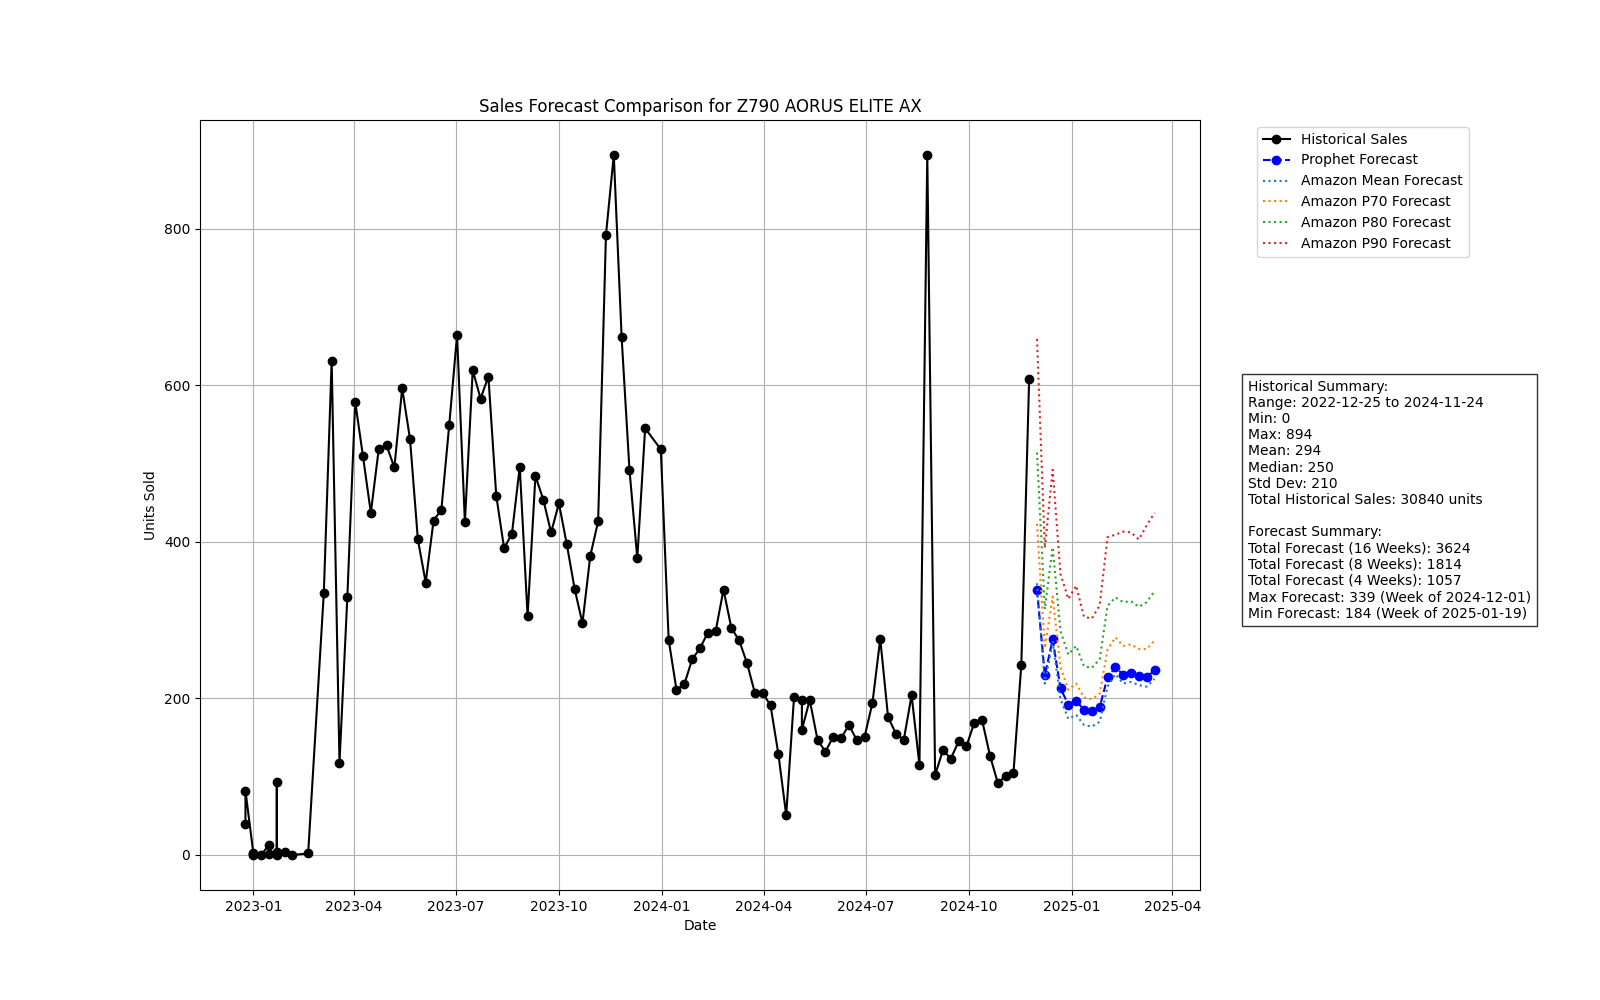 Sales Forecast Comparison for Z790 AORUS ELITE AX
Historical Sales
Prophet Forecast
Amazon Mean Forecast
Amazon P70 Forecast
Amazon P80 Forecast
Amazon P90 Forecast
Units Sold
800
600
400
200
0
2023-01
2023-04
2023-07
2023-10
2024-01
2024-04
2024-07
2024-10
2025-01
2025-04
Date
Historical Summary:
Range: 2022-12-25 to 2024-11-24
Min: 0
Max: 894
Mean: 294
Median: 250
Std Dev: 210
Total Historical Sales: 30840 units
Forecast Summary:
Total Forecast (16 Weeks): 3624
Total Forecast (8 Weeks): 1814
Total Forecast (4 Weeks): 1057
Max Forecast: 339 (Week of 2024-12-01)
Min Forecast: 184 (Week of 2025-01-19)